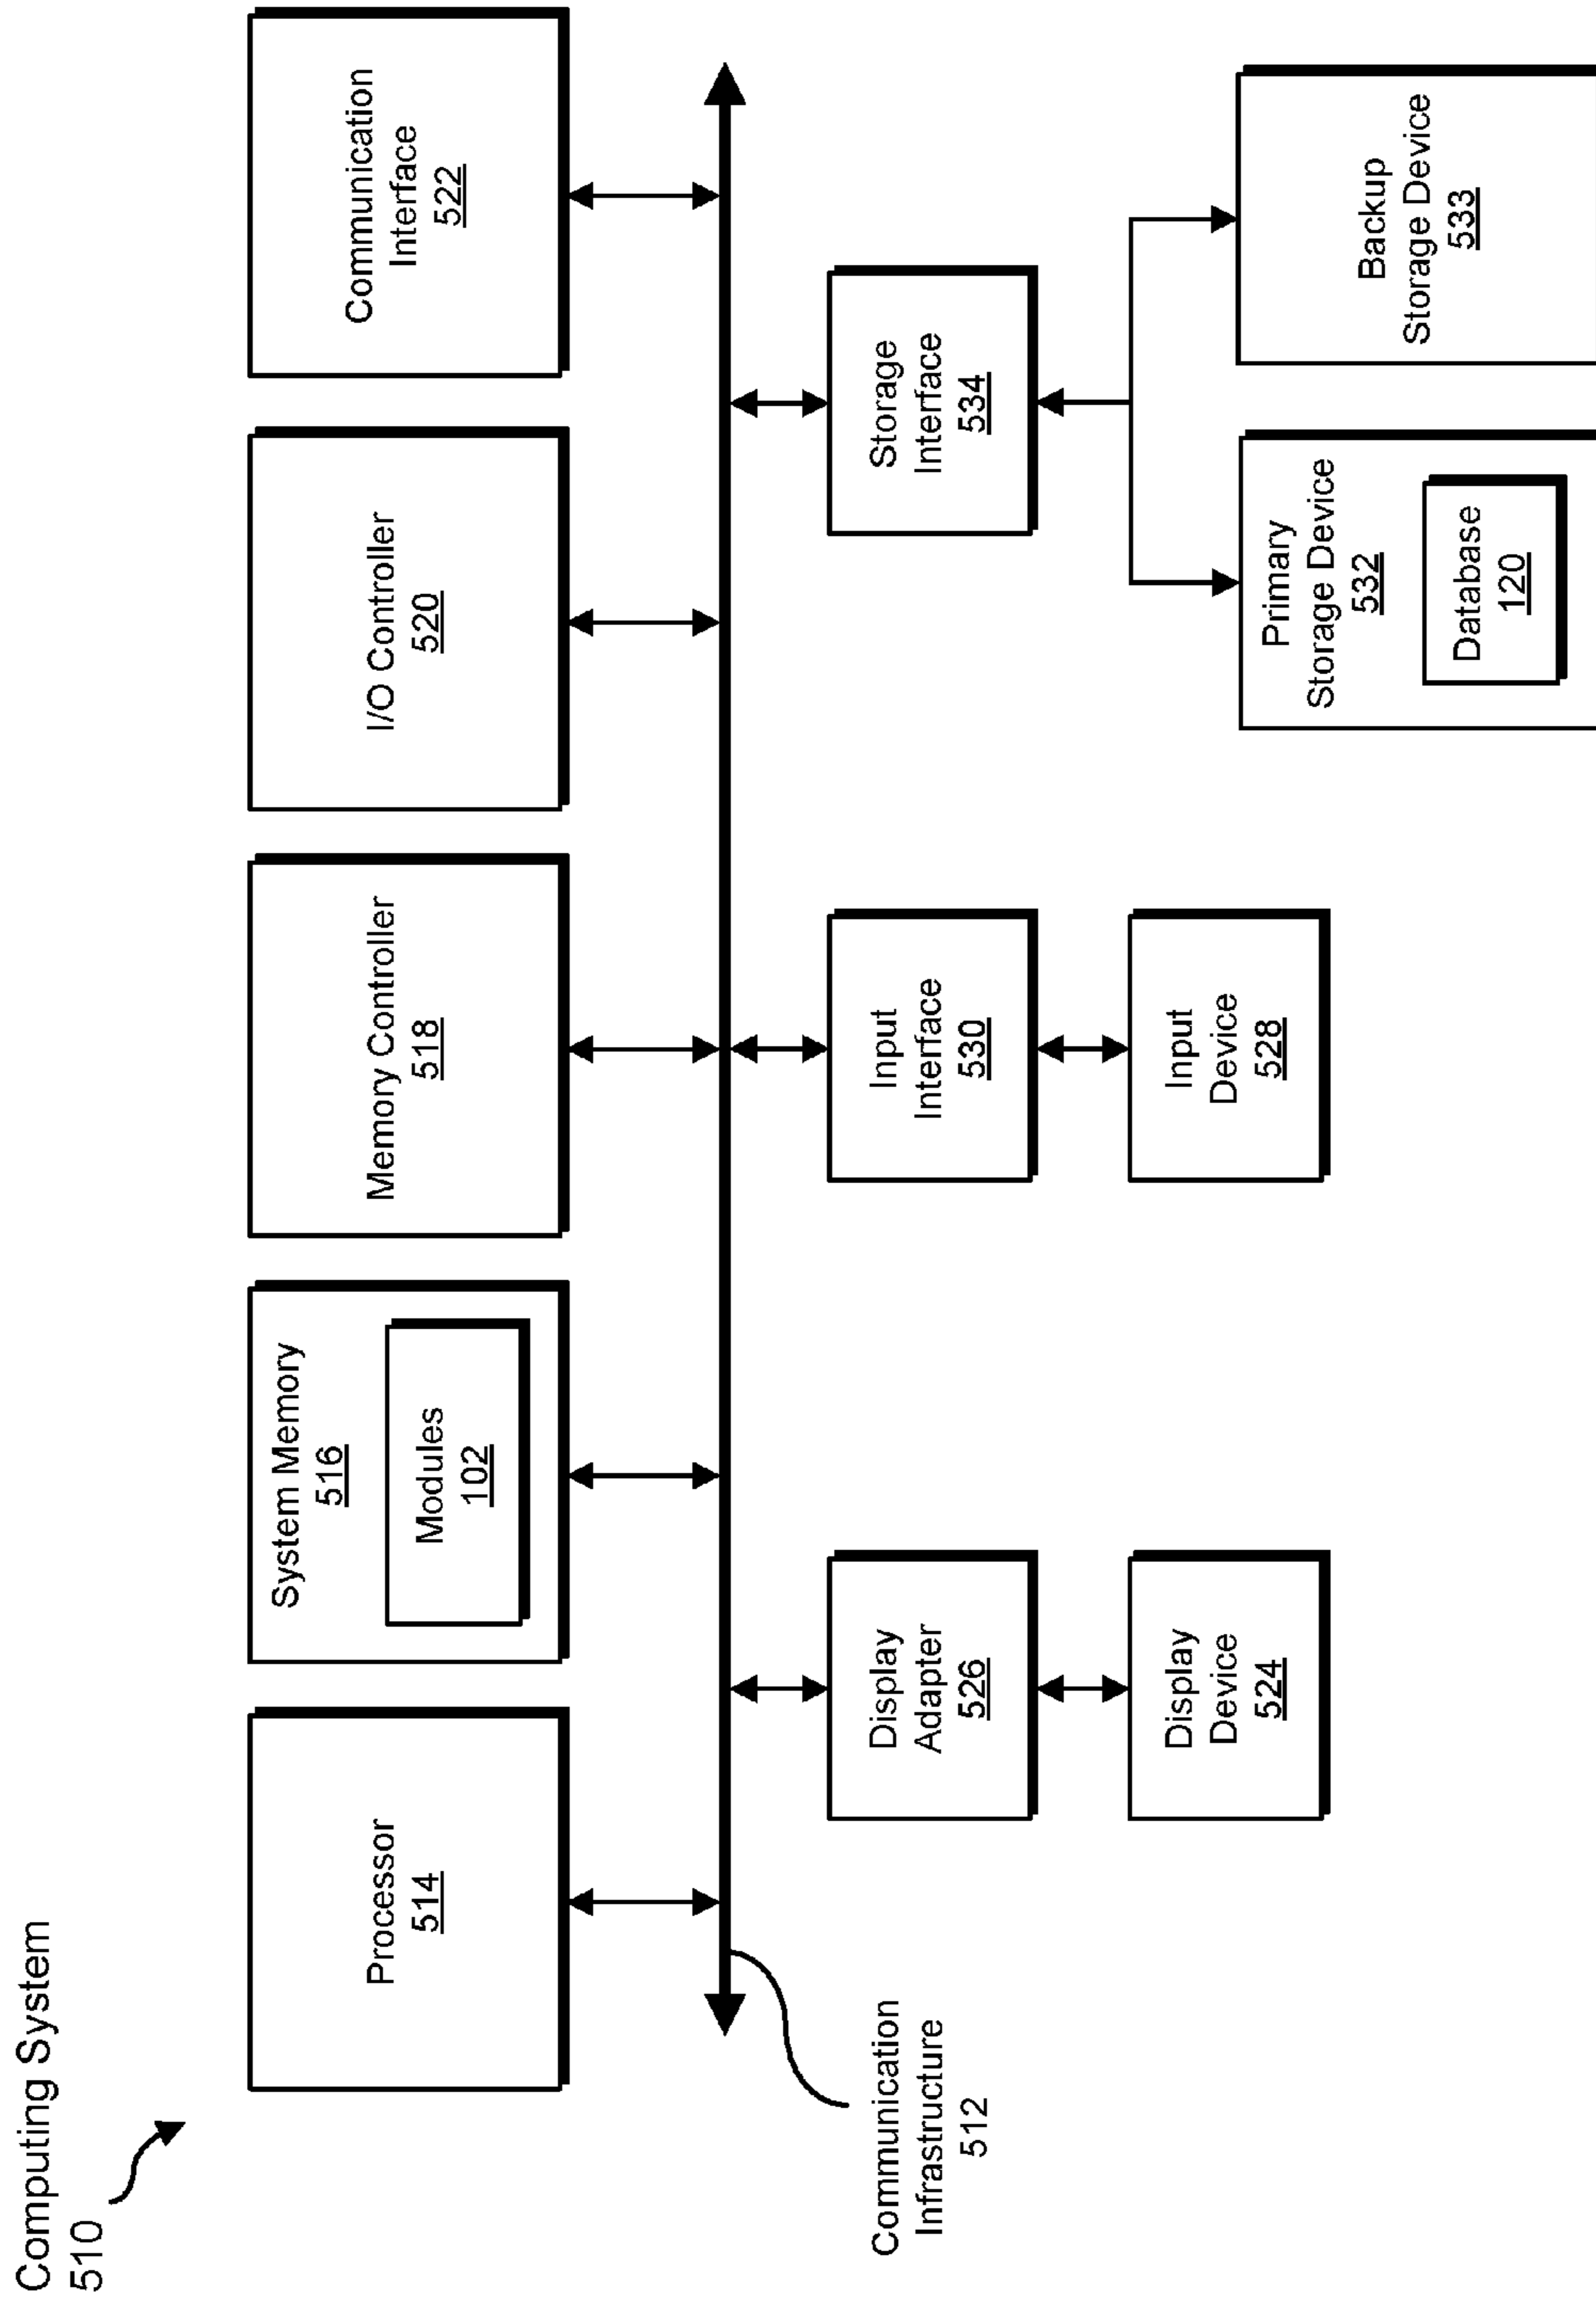 Computing System
510
Processor
514
System Memory
516
Modules
102
Memory Controller
518
I/O Controller
520
Communication
Interface
522
Communication
Infrastructure
512
Display
Adapter
526
Input
Interface
530
Storage
Interface
534
Display
Device
524
Input
Device
528
Primary
Storage Device
532
Database
120
Backup
Storage Device
533